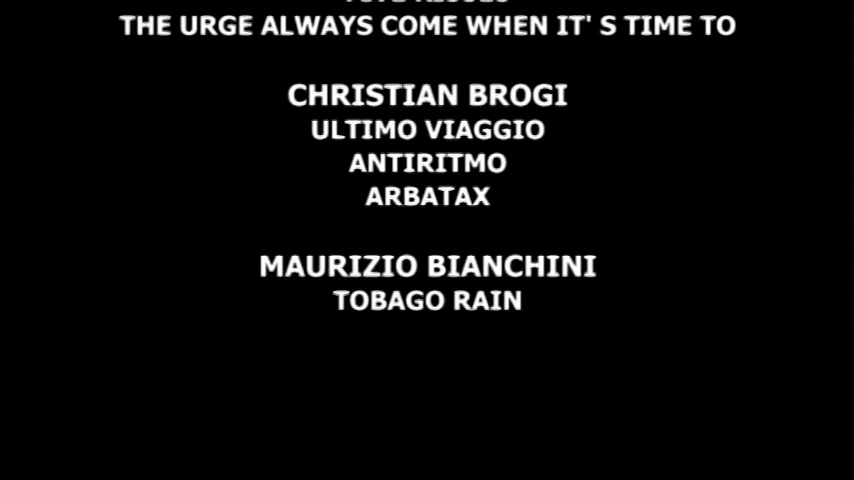 THE URGE ALWAYS COME WHEN IT' S TIME TO
CHRISTIAN BROGI
ULTIMO VIAGGIO
ANTIRITMO
ARBATAX
MAURIZIO BIANCHINI
TOBAGO RAIN